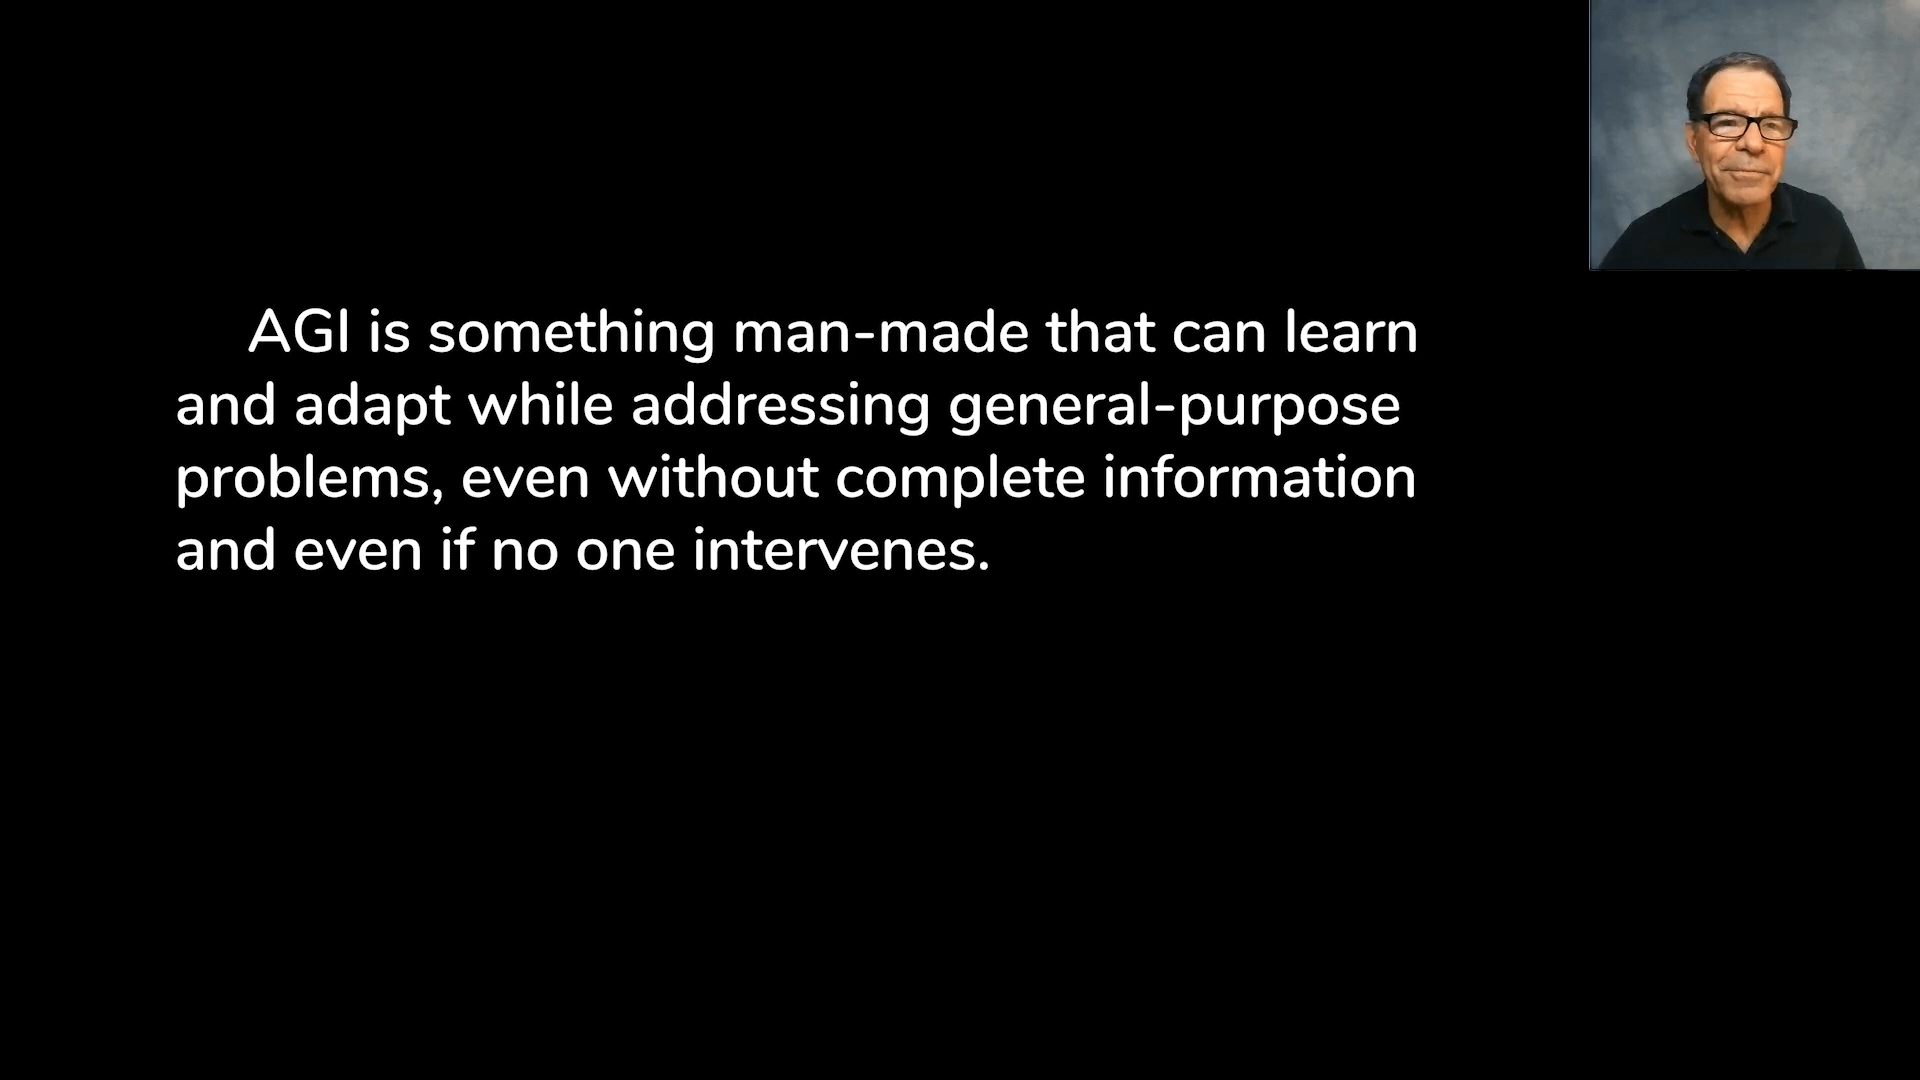 AGI is something man-made that can learn
and adapt while addressing general-purpose
problems, even without complete information
and even if no one intervenes.